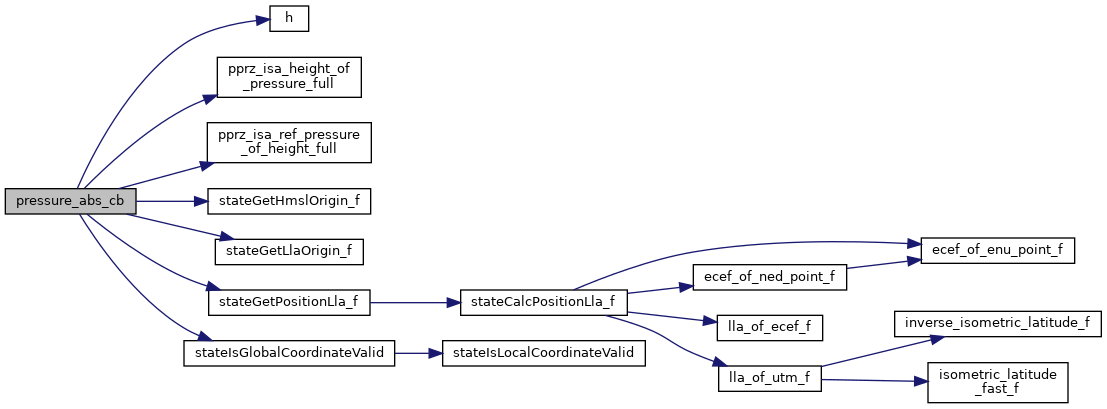 h
pprz_isa_height_of
_pressure_full
pprz_isa_ref_pressure
_of_height_full
pressure_abs_cb
stateGetHmslOrigin_f
stateGetLlaOrigin_f
ecef_of_enu_point_f
ecef_of_ned_point_f
stateGetPositionLla_f
stateCalcPositionLla_f
lla_of_ecef_f
inverse_isometric_latitude_f
stateIsGlobalCoordinateValid
stateIsLocalCoordinateValid
lla_of_utm_f
isometric_latitude
_fast_f